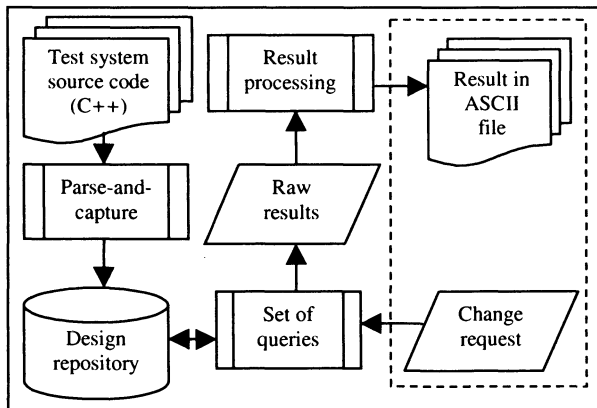 Test system
source code
(C++)
Result
processing
Result in
ASCII
file
Parse-and-
capture
Raw
results
Design
repository
Set of
queries
Change
request